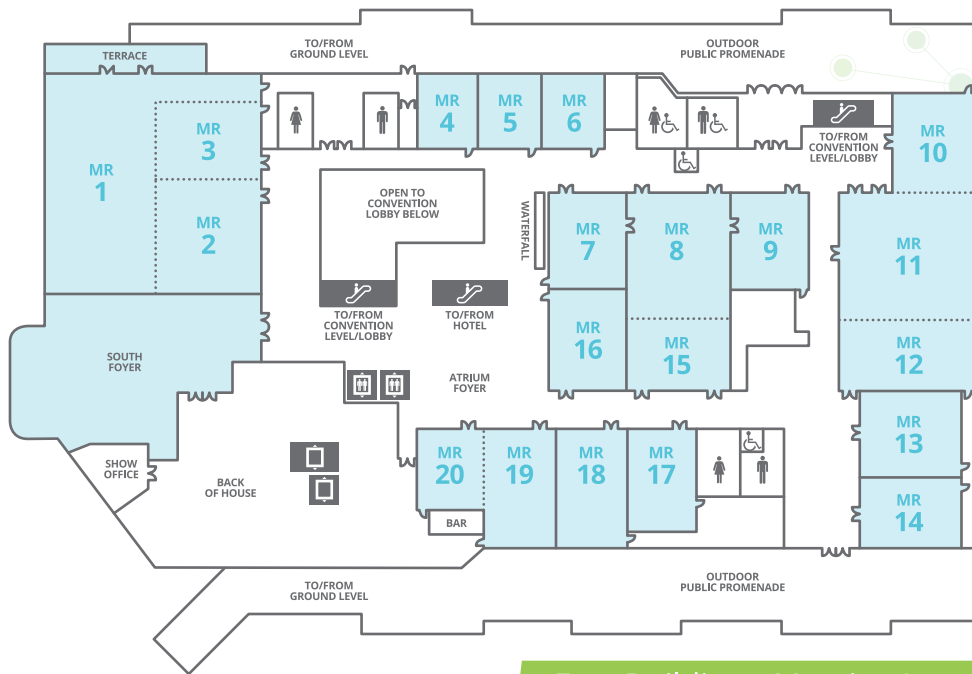 TERRACE
TO/FROM
GROUND LEVEL
OUTDOOR
PUBLIC PROMENADE
MR
1
MR
3
MR
2
MR
4
MR
5
MR
6
TO/FROM
CONVENTION
LEVEL/LOBBY
MR
10
OPEN TO
CONVENTION
LOBBY BELOW
WATERFALL
MR
7
MR
8
MR
9
MR
11
TO/FROM
CONVENTION
LEVEL/LOBBY
TO/FROM
HOTEL
MR
16
MR
15
MR
12
SOUTH
FOYER
ATRIUM
FOYER
MR
13
MR
20
MR
19
MR
18
MR
17
SHOW
OFFICE
BACK
OF HOUSE
BAR
MR
14
TO/FROM
GROUND LEVEL
OUTDOOR
PUBLIC PROMENADE